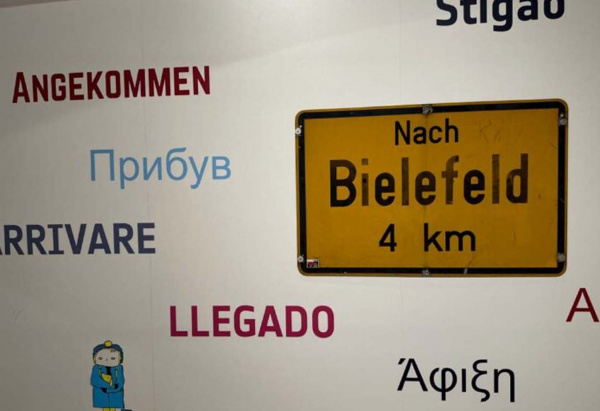 Stigao
ANGEKOMMEN
Nach
Bielefeld
4 km
Прибув
ARRIVARE
LLEGADO
A
Άφιξη